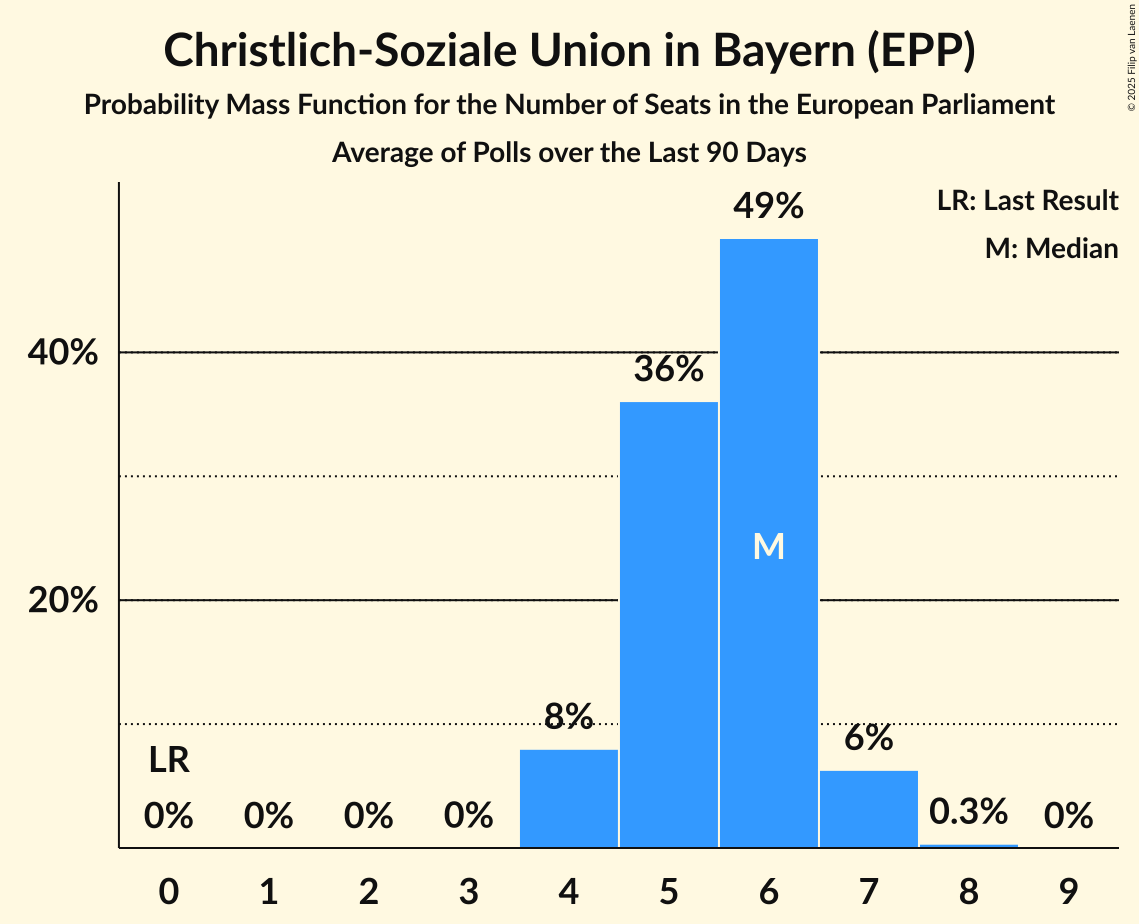 Christlich-Soziale Union in Bayern (EPP)
Probability Mass Function for the Number of Seats in the European Parliament
Average of Polls over the Last 90 Days
© 2025 Filip van Laenen
LR: Last Result
M: Median
49%
40%
36%
M
20%
8%
6%
LR
0% 0% 0% 0% 0.3% 0%
0 1 2 3 4 5 6 7 8 9